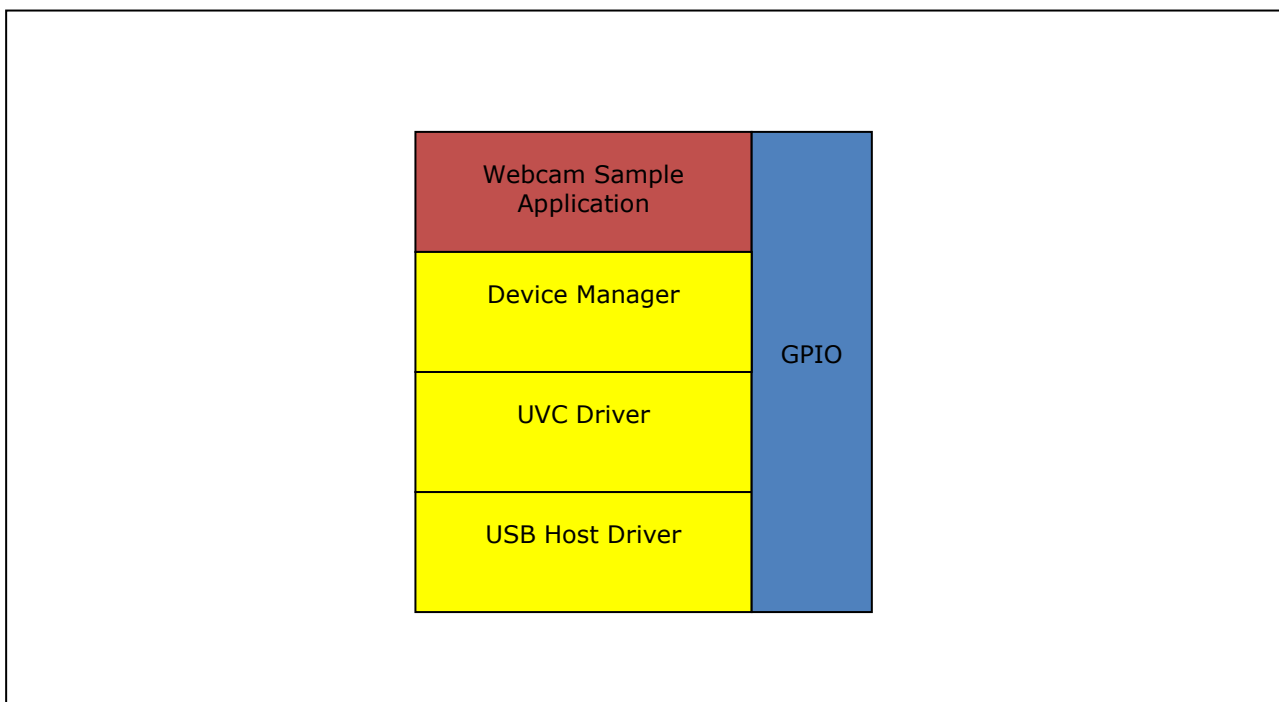 Webcam Sample
Application
Device Manager
GPIO
UVC Driver
USB Host Driver